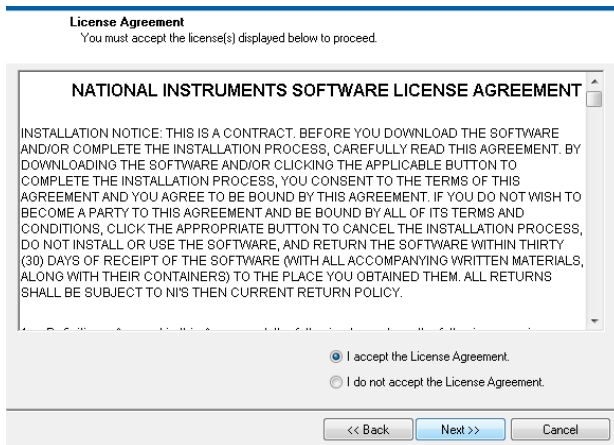 License Agreement
You must accept the license(s) displayed below to proceed.
NATIONAL INSTRUMENTS SOFTWARE LICENSE AGREEMENT
INSTALLATION NOTICE: THIS IS A CONTRACT. BEFORE YOU DOWNLOAD THE SOFTWARE
AND/OR COMPLETE THE INSTALLATION PROCESS, CAREFULLY READ THIS AGREEMENT. BY
DOWNLOADING THE SOFTWARE AND/OR CLICKING THE APPLICABLE BUTTON TO
COMPLETE THE INSTALLATION PROCESS, YOU CONSENT TO THE TERMS OF THIS
AGREEMENT AND YOU AGREE TO BE BOUND BY THIS AGREEMENT. IF YOU DO NOT WISH TO
BECOME A PARTY TO THIS AGREEMENT AND BE BOUND BY ALL OF ITS TERMS AND
CONDITIONS, CLICK THE APPROPRIATE BUTTON TO CANCEL THE INSTALLATION PROCESS,
DO NOT INSTALL OR USE THE SOFTWARE, AND RETURN THE SOFTWARE WITHIN THIRTY
(30) DAYS OF RECEIPT OF THE SOFTWARE (WITH ALL ACCOMPANYING WRITTEN MATERIALS,
ALONG WITH THEIR CONTAINERS) TO THE PLACE YOU OBTAINED THEM. ALL RETURNS
SHALL BE SUBJECT TO NI'S THEN CURRENT RETURN POLICY.
I accept the License Agreement.
I do not accept the License Agreement.
<< Back
Next >>
Cancel